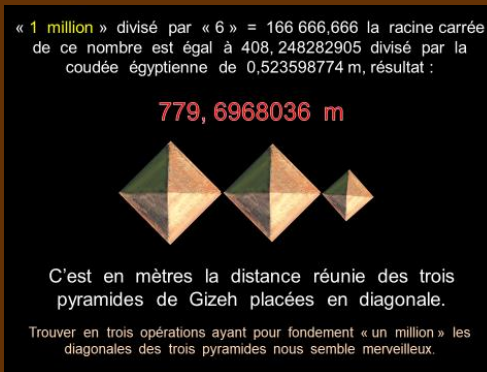 « 1 million » divisé par « 6 » = 166 666,666 la racine carrée
de ce nombre est égal à 408, 248282905 divisé par la
coudée égyptienne de 0,523598774 m, résultat :
779, 6968036 m
C'est en mètres la distance réunie des trois
pyramides de Gizeh placées en diagonale.
Trouver en trois opérations ayant pour fondement « un million » les
diagonales des trois pyramides nous semble merveilleux.